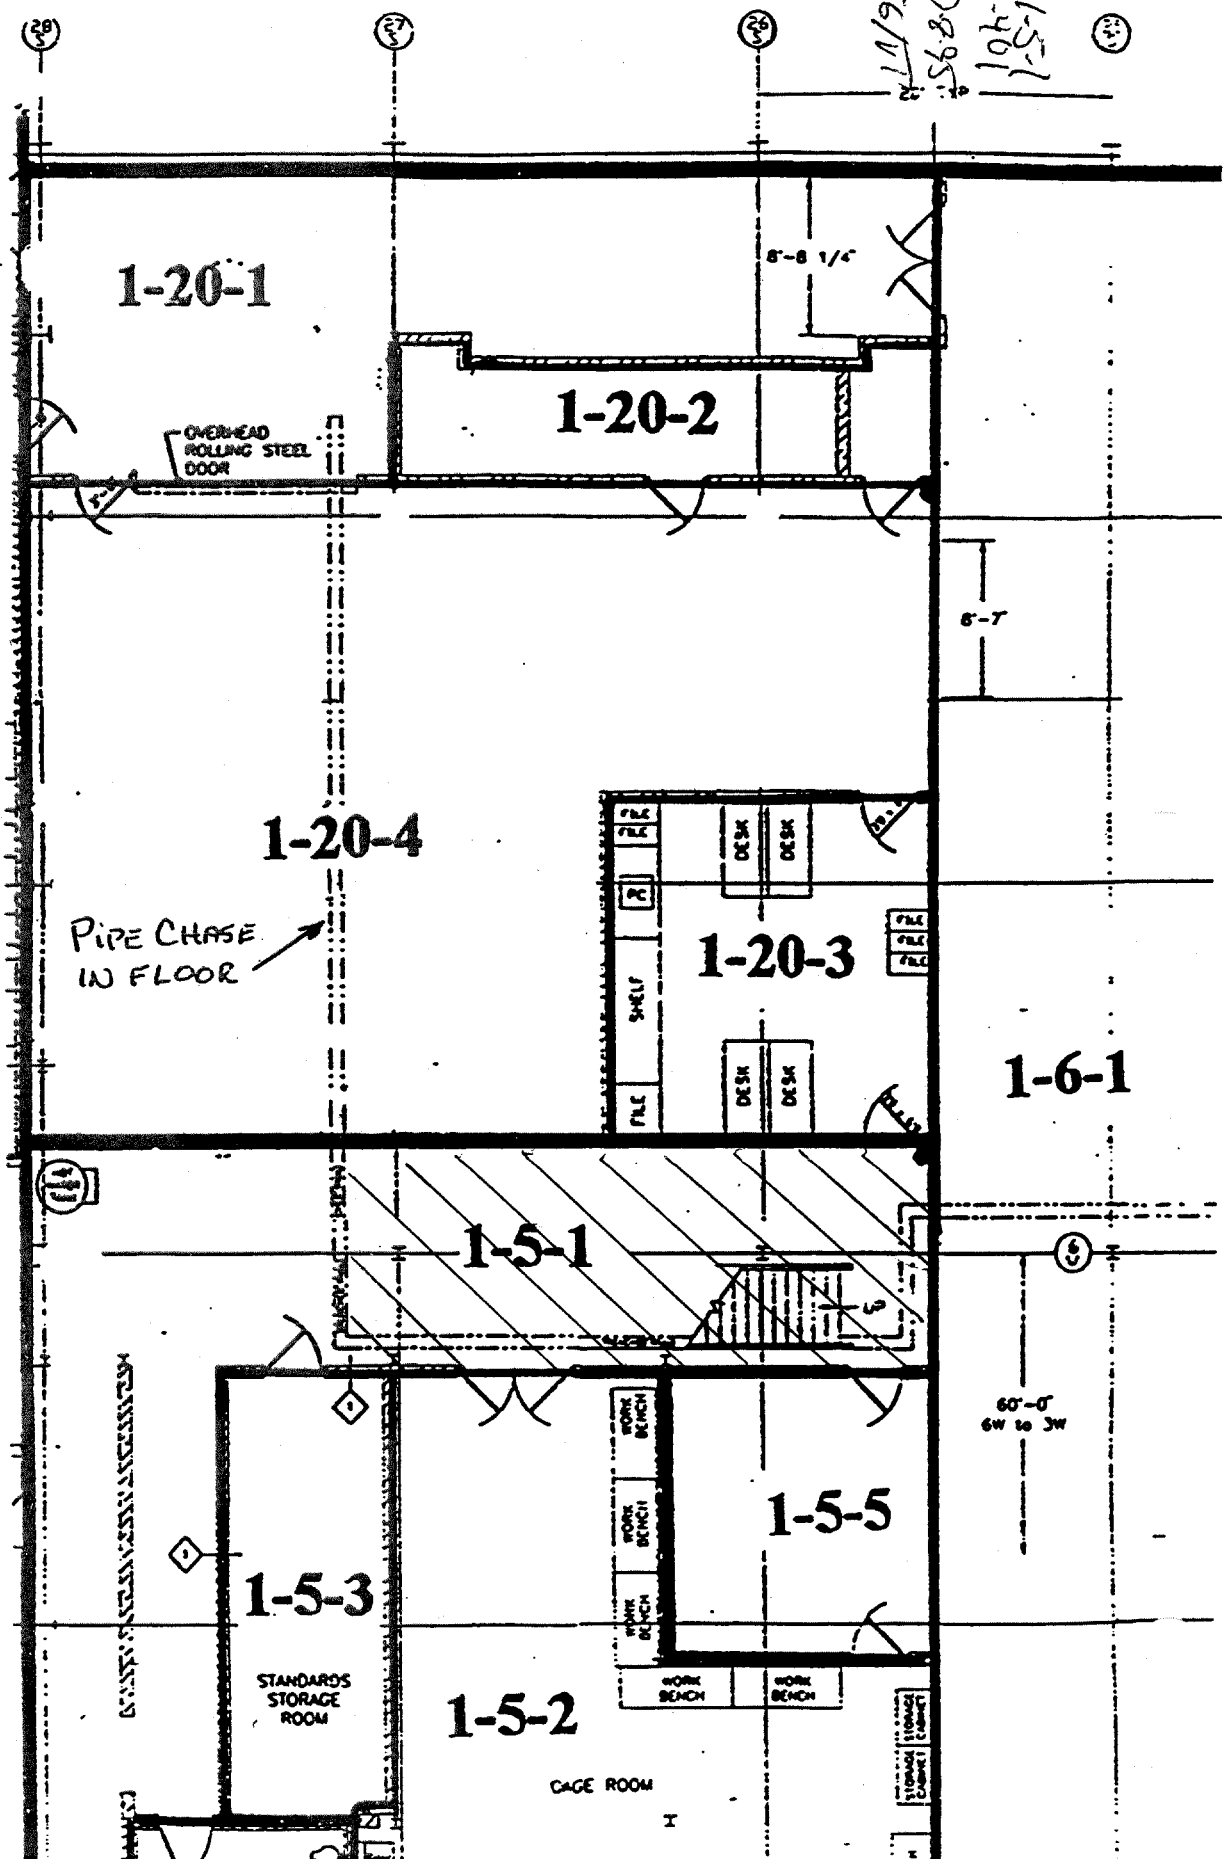 28
27
26
8'-8 1/4"
1-20-1
1-20-2
OVERHEAD
ROLLING STEEL
DOOR
8'-7"
1-20-4
FILE
FILE
DESK
DESK
PC
FILE
FILE
FILE
PIPE CHASE
IN FLOOR
1-20-3
SHELF
DESK
DESK
FILE
1-6-1
1-5-1
6
UP
60'-0"
6W to 3W
WORK
BENCH
WORK
BENCH
WORK
BENCH
1-5-5
1-5-3
STANDARDS
STORAGE
ROOM
WORK
BENCH
WORK
BENCH
1-5-2
STORAGE
CABINET
STORAGE
CABINET
CAGE ROOM